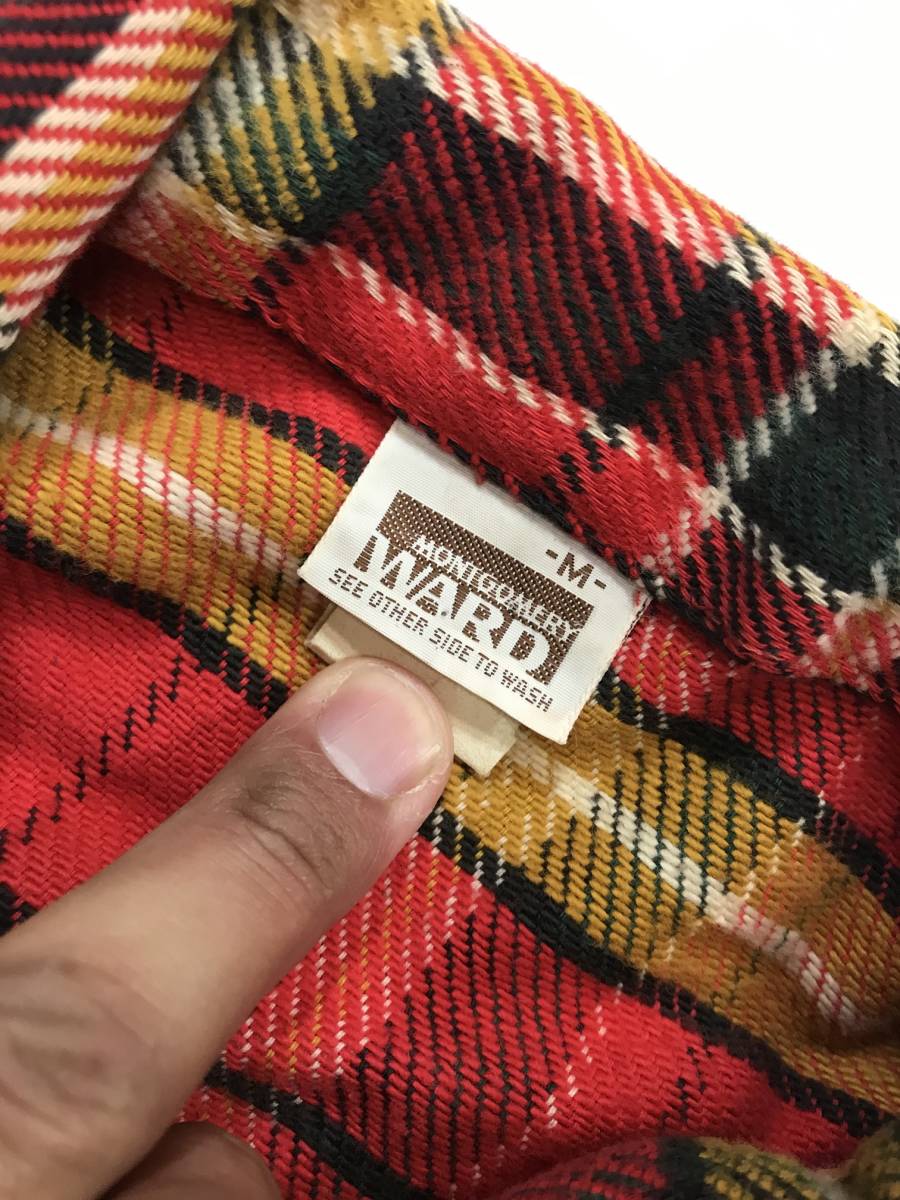 -M-
MONTGOMERY
WARD
SEE OTHER SIDE TO WASH